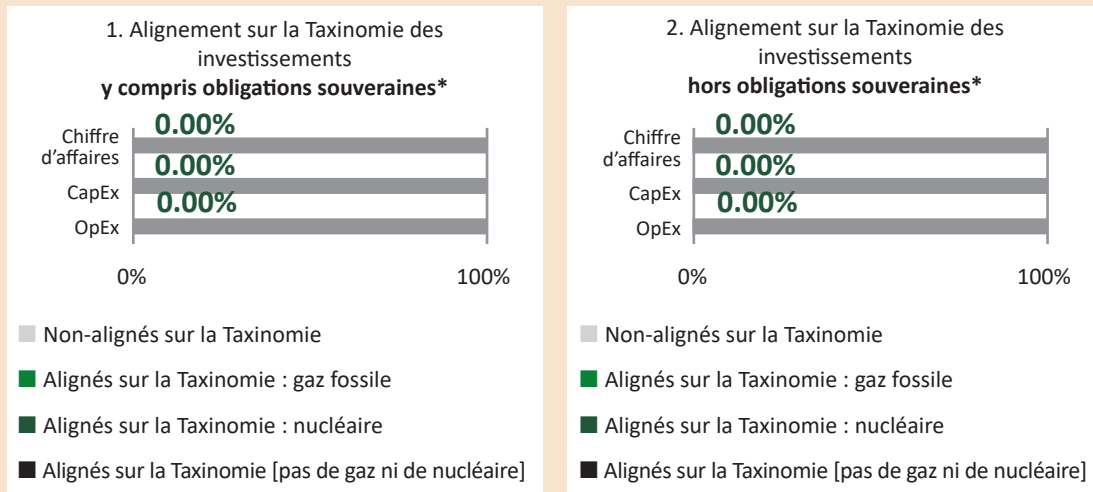 1. Alignement sur la Taxinomie des
investissements
y compris obligations souveraines*
0.00%
Chiffre
d'affaires
0.00%
CapEx
0.00%
OpEx
0%
100%
Non-alignés sur la Taxinomie
Alignés sur la Taxinomie : gaz fossile
Alignés sur la Taxinomie : nucléaire
Alignés sur la Taxinomie [pas de gaz ni de nucléaire]
2. Alignement sur la Taxinomie des
investissements
hors obligations souveraines*
0.00%
Chiffre
d'affaires
0.00%
CapEx
0.00%
OpEx
0%
100%
Non-alignés sur la Taxinomie
Alignés sur la Taxinomie : gaz fossile
Alignés sur la Taxinomie : nucléaire
Alignés sur la Taxinomie [pas de gaz ni de nucléaire]